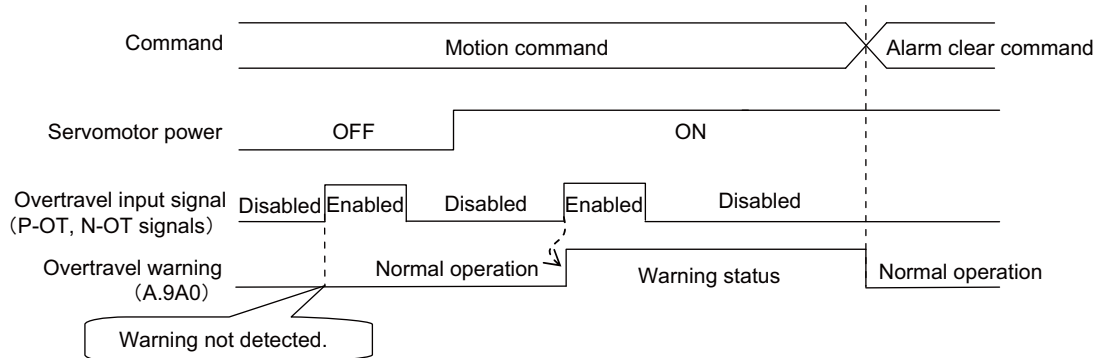 Command
Motion command
Alarm clear command
Servomotor power
OFF
ON
Overtravel input signal
（P-OT, N-OT signals）
Disabled
Enabled
Disabled
Enabled
Disabled
Overtravel warning
（A.9A0）
Normal operation
Warning status
Normal operation
Warning not detected.